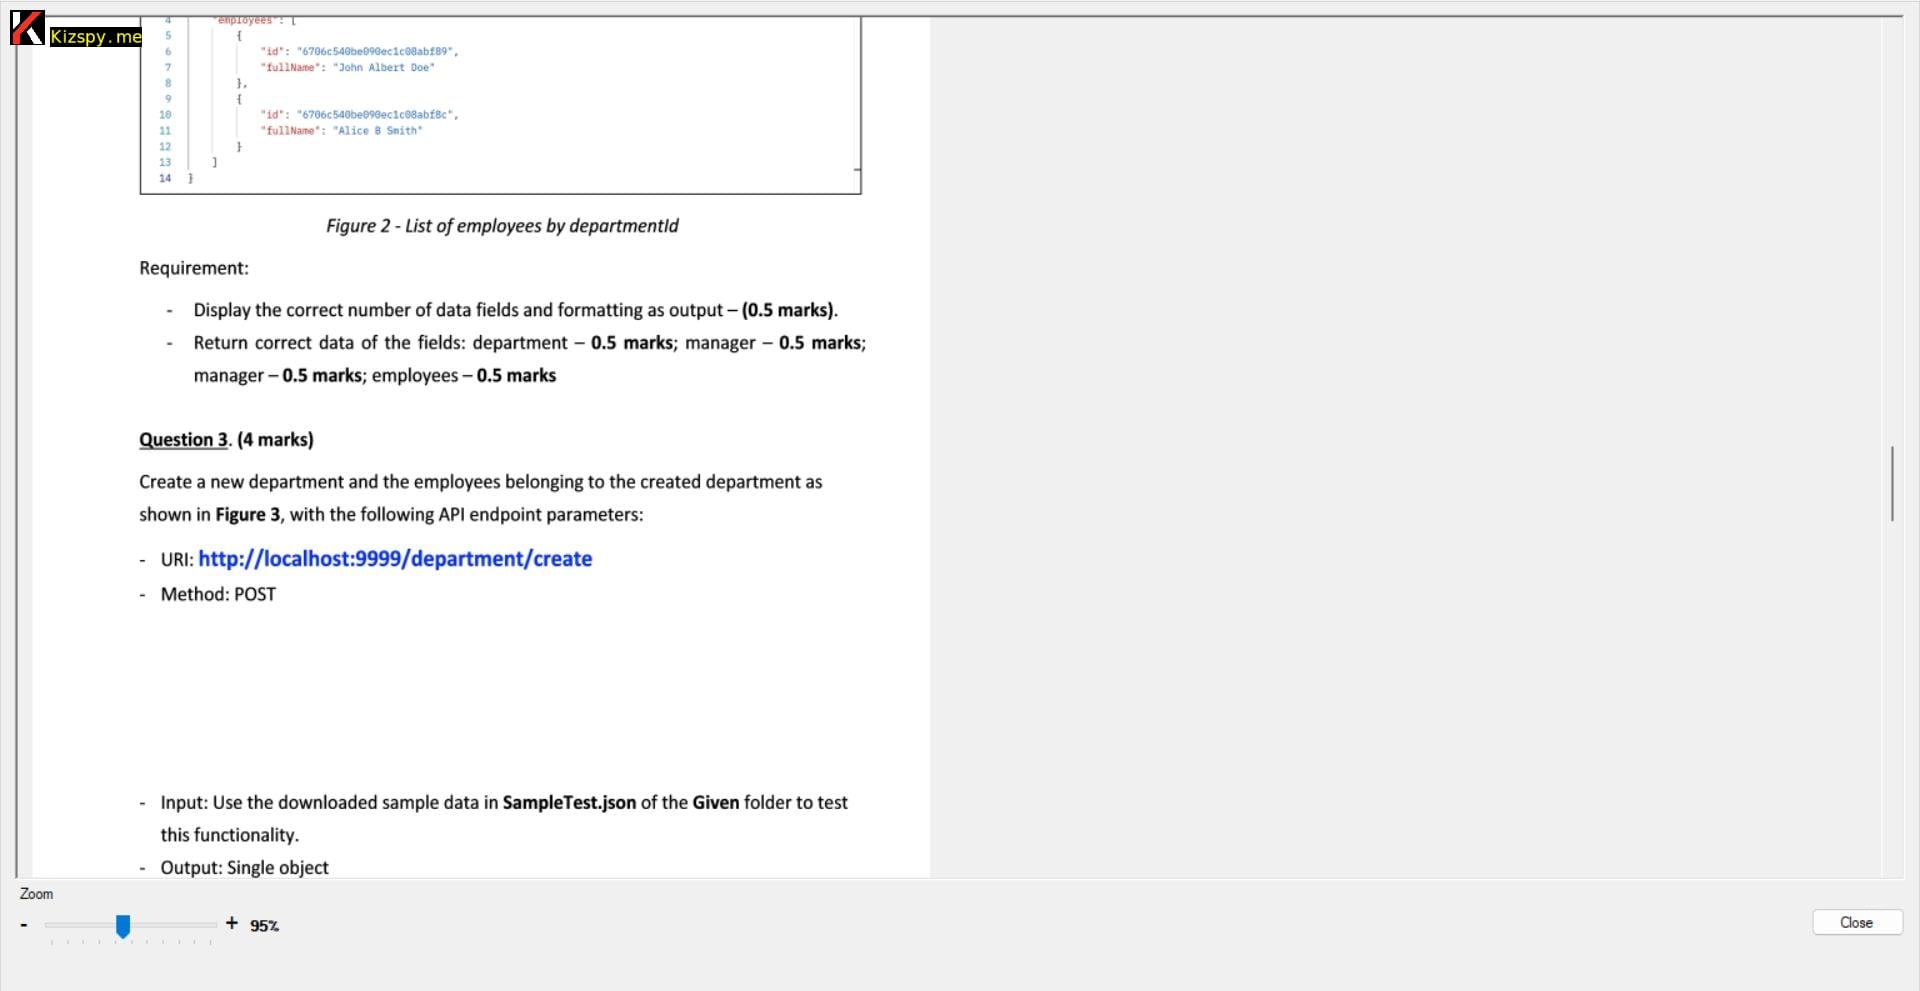 Kizspy.me
4 "employees": [
5 {
6 "id": "6706c540be090ec1c08abf89",
7 "fullName": "John Albert Doe"
8 },
9 {
10 "id": "6706c540be090ec1c08abf8c",
11 "fullName": "Alice B Smith"
12 }
13 ]
14 }
Figure 2 - List of employees by departmentId
Requirement:
- Display the correct number of data fields and formatting as output – (0.5 marks).
- Return correct data of the fields: department – 0.5 marks; manager – 0.5 marks;
manager – 0.5 marks; employees – 0.5 marks
Question 3. (4 marks)
Create a new department and the employees belonging to the created department as
shown in Figure 3, with the following API endpoint parameters:
- URI: http://localhost:9999/department/create
- Method: POST
- Input: Use the downloaded sample data in SampleTest.json of the Given folder to test
this functionality.
- Output: Single object
Zoom
- + 95%
Close